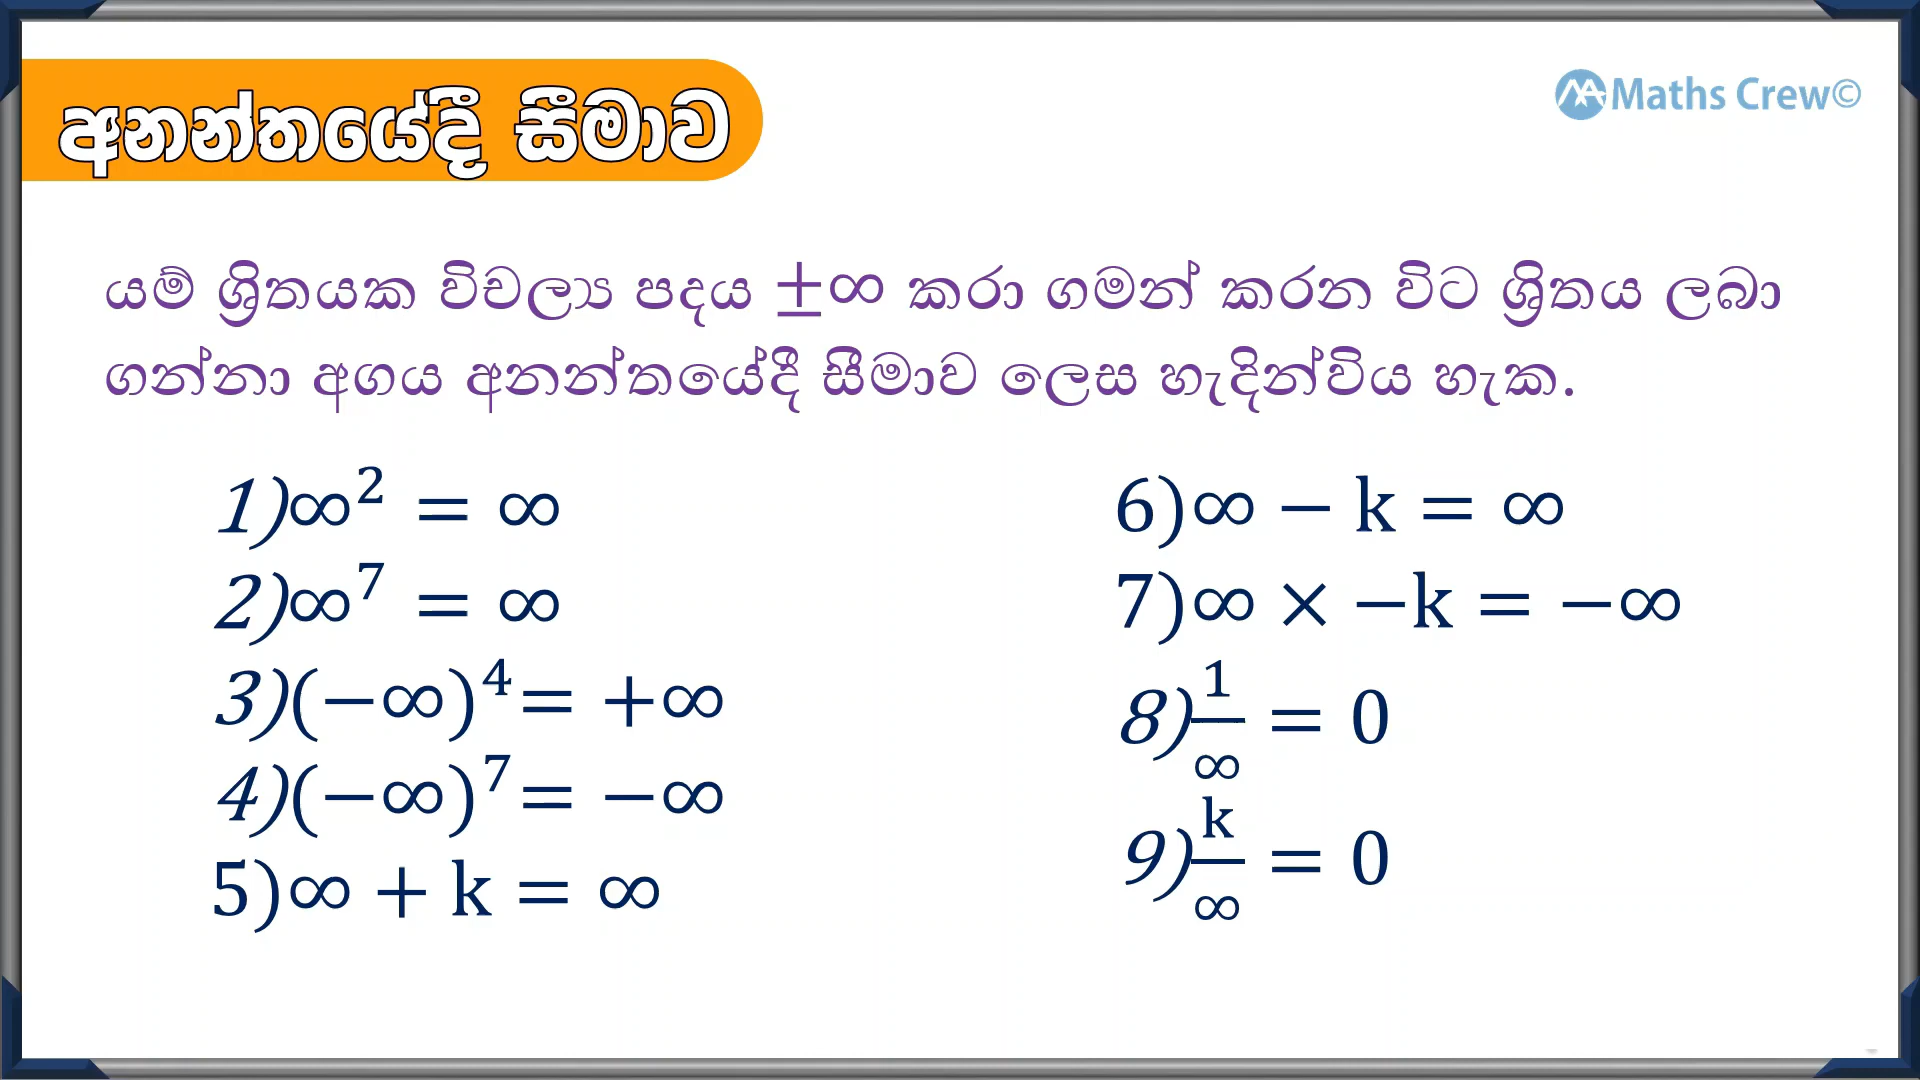 අනන්තයේදී සීමාව
Maths Crew©
යම් ශ්‍රිතයක විචල්‍ය පදය ±∞ කරා ගමන් කරන විට ශ්‍රිතය ලබා
ගන්නා අගය අනන්තයේදී සීමාව ලෙස හැදින්විය හැක.
1)∞² = ∞
2)∞⁷ = ∞
3)(−∞)⁴= +∞
4)(−∞)⁷= −∞
5)∞ + k = ∞
6)∞ − k = ∞
7)∞ × −k = −∞
8)1/∞ = 0
9)k/∞ = 0